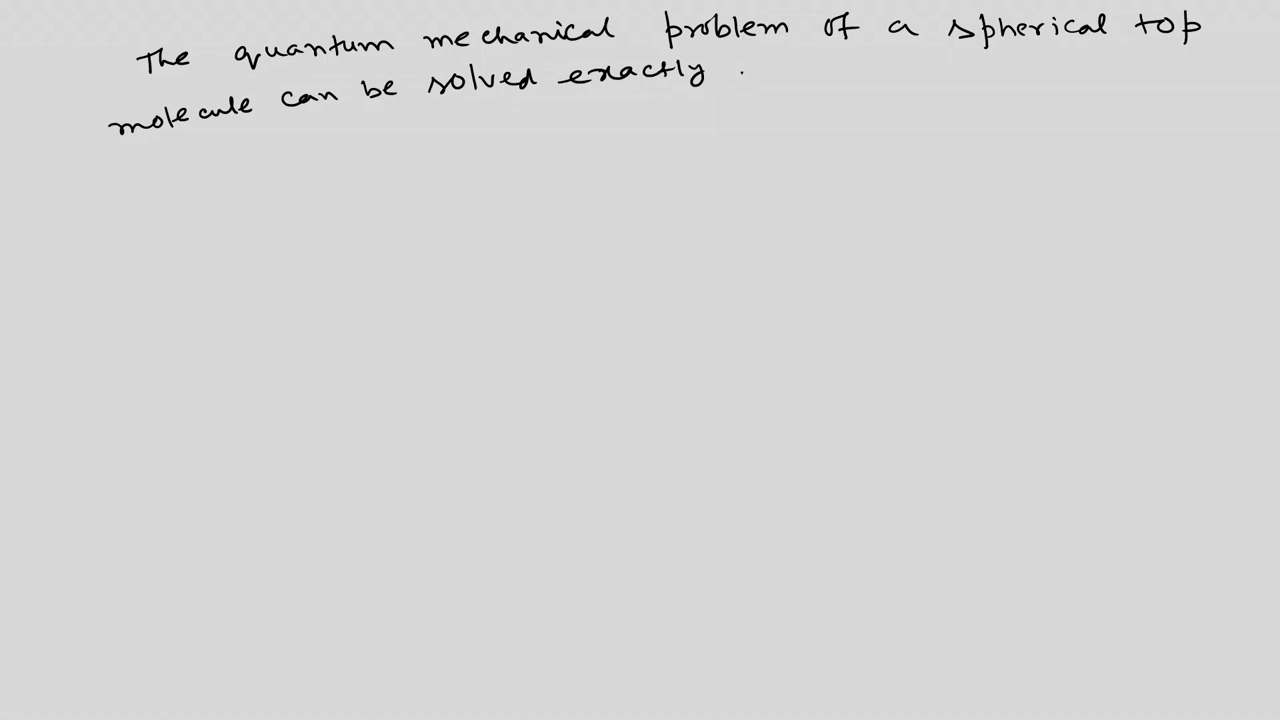 The quantum mechanical problem of a spherical top
molecule can be solved exactly.